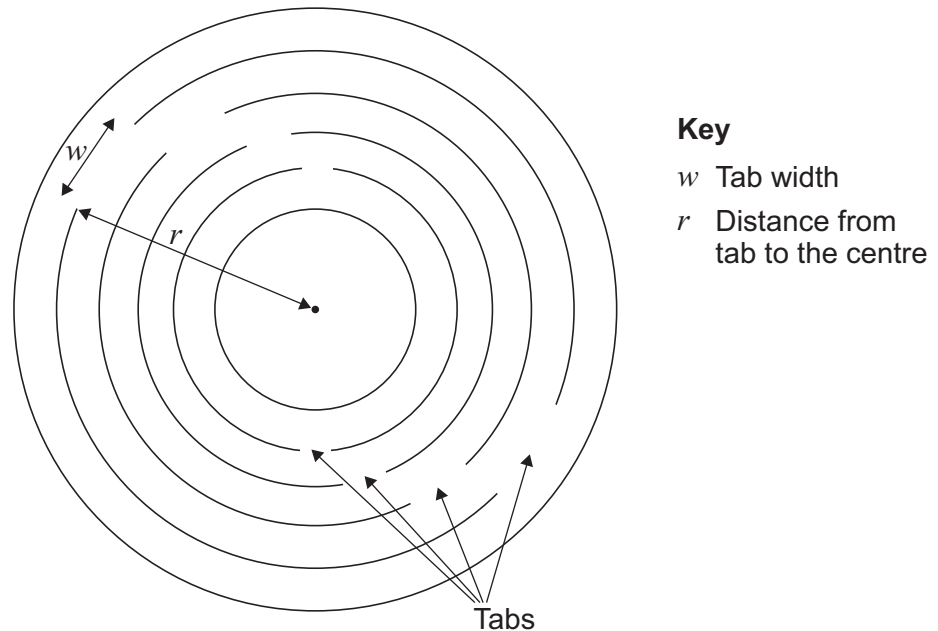 Key
w Tab width
r Distance from
tab to the centre
w
r
Tabs